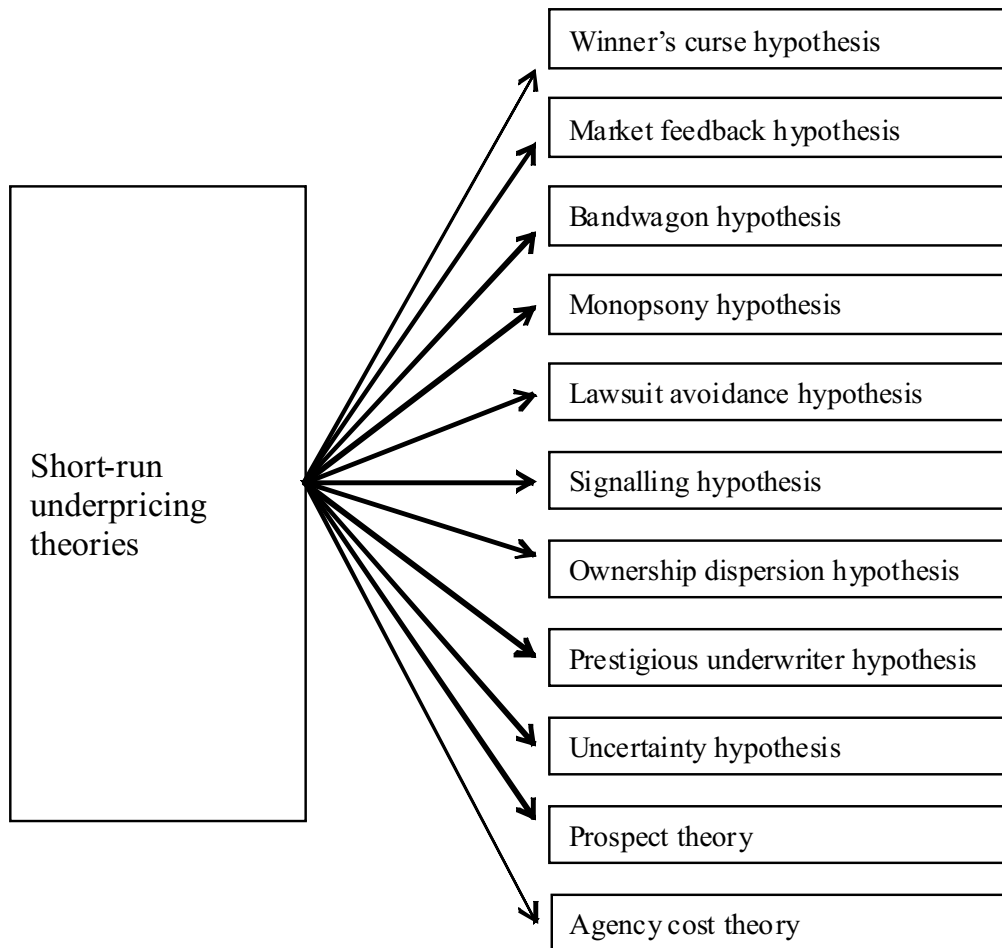 Winner’s curse hypothesis
Market feedback hypothesis
Bandwagon hypothesis
Monopsony hypothesis
Lawsuit avoidance hypothesis
Short-run
underpricing
theories
Signalling hypothesis
Ownership dispersion hypothesis
Prestigious underwriter hypothesis
Uncertainty hypothesis
Prospect theory
Agency cost theory